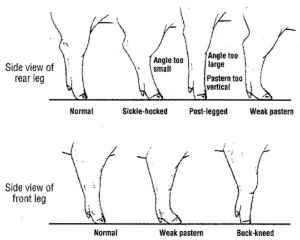 Side view of
rear leg
Angle too
small
Angle too
large
Pastern too
vertical
Normal
Sickle-hocked
Post-legged
Weak pastern
Side view of
front leg
Normal
Weak pastern
Buck-kneed